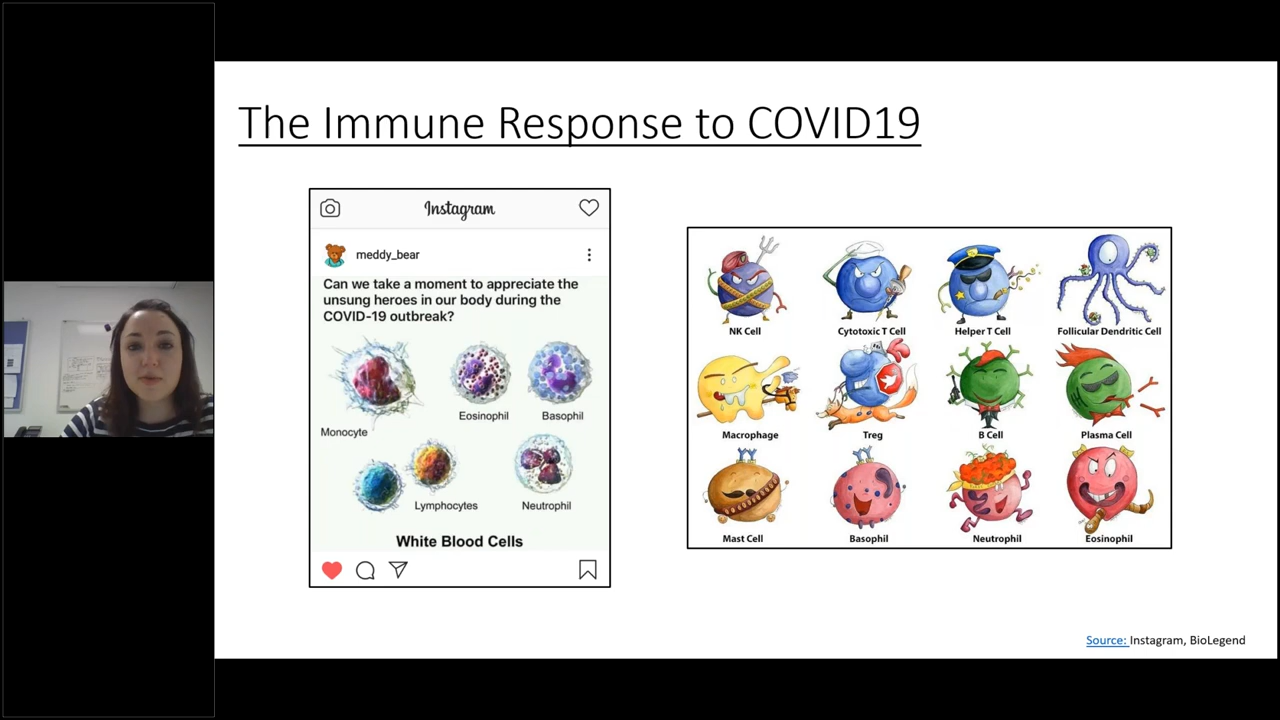 The Immune Response to COVID19
Instagram
meddy_bear
Can we take a moment to appreciate the
unsung heroes in our body during the
COVID-19 outbreak?
Monocyte
Eosinophil
Basophil
Lymphocytes
Neutrophil
White Blood Cells
NK Cell
Cytotoxic T Cell
Helper T Cell
Follicular Dendritic Cell
Macrophage
Treg
B Cell
Plasma Cell
Mast Cell
Basophil
Neutrophil
Eosinophil
Source: Instagram, BioLegend